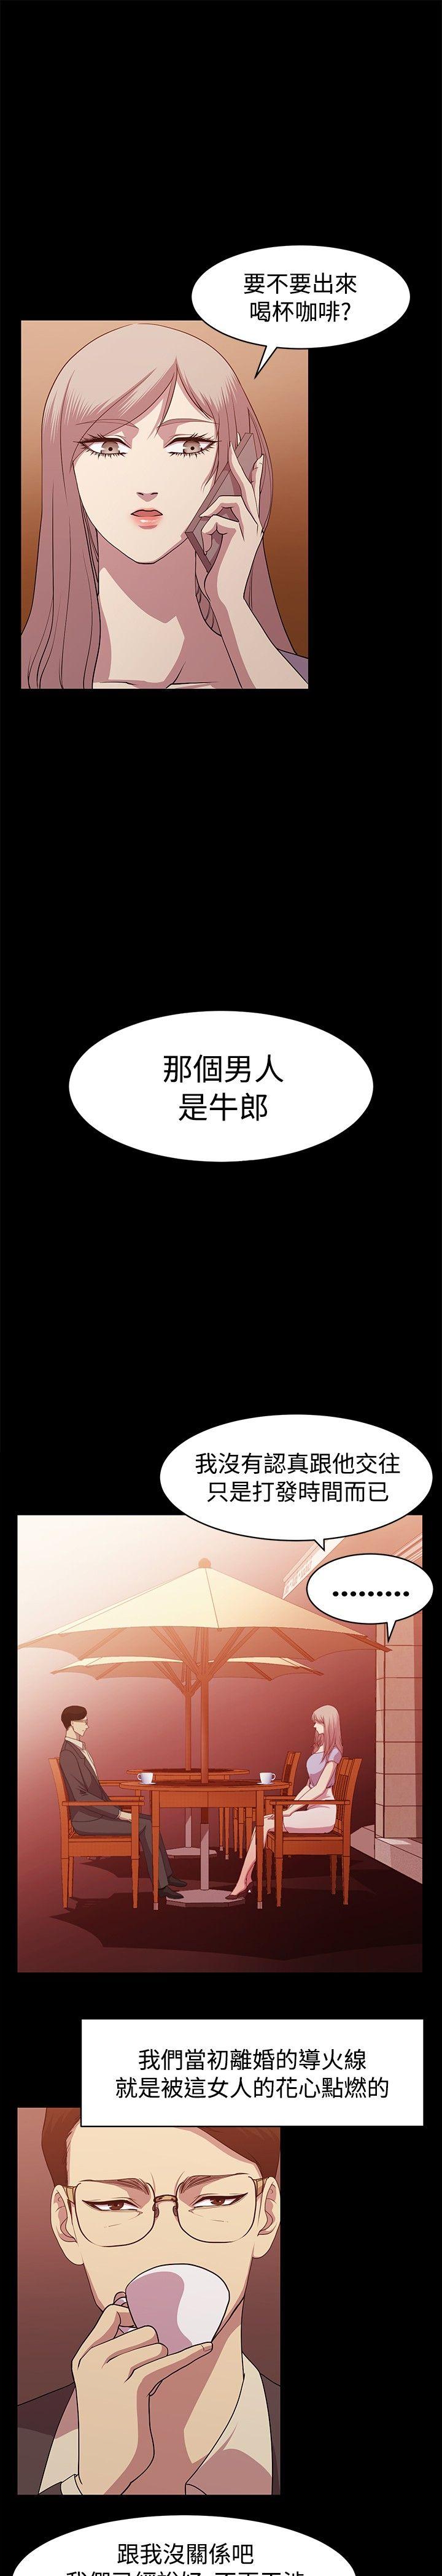 要不要出來
喝杯咖啡?
那個男人
是牛郎
我沒有認真跟他交往
只是打發時間而已
•••••••••
我們當初離婚的導火線
就是被這女人的花心點燃的
跟我沒關係吧